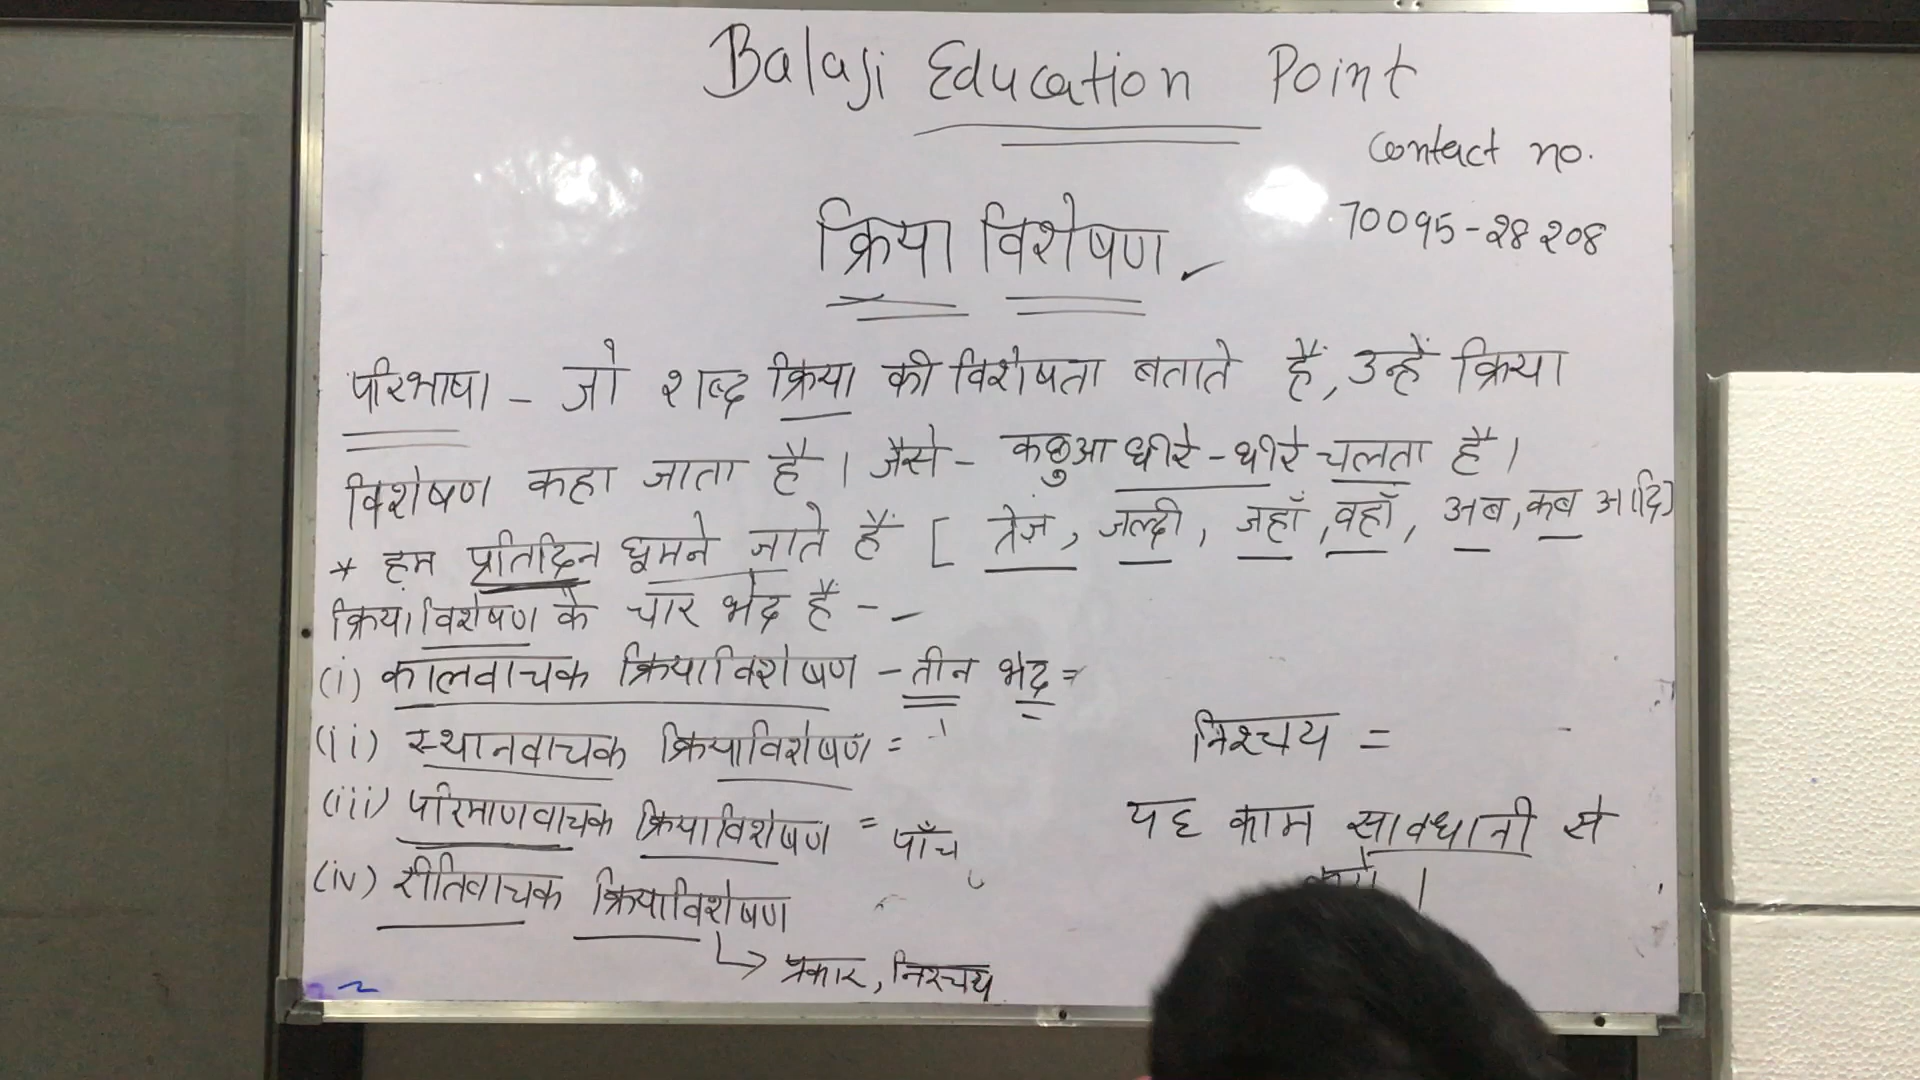 Balaji Education Point
Contact no.
70095-28208
क्रिया विशेषण
परिभाषा - जो शब्द क्रिया की विशेषता बताते हैं, उन्हें क्रिया
विशेषण कहा जाता है। जैसे - कछुआ धीरे-धीरे चलता है।
* हम प्रतिदिन घूमने जाते हैं [ तेज़, जल्दी, जहाँ, वहाँ, अब, कब आदि]
क्रिया विशेषण के चार भेद हैं -
(i) कालवाचक क्रियाविशेषण - तीन भेद =
(ii) स्थानवाचक क्रियाविशेषण =
(iii) परिमाणवाचक क्रियाविशेषण = पाँच
(iv) रीतिवाचक क्रियाविशेषण
→ प्रकार, निश्चय
निश्चय =
यह काम सावधानी से